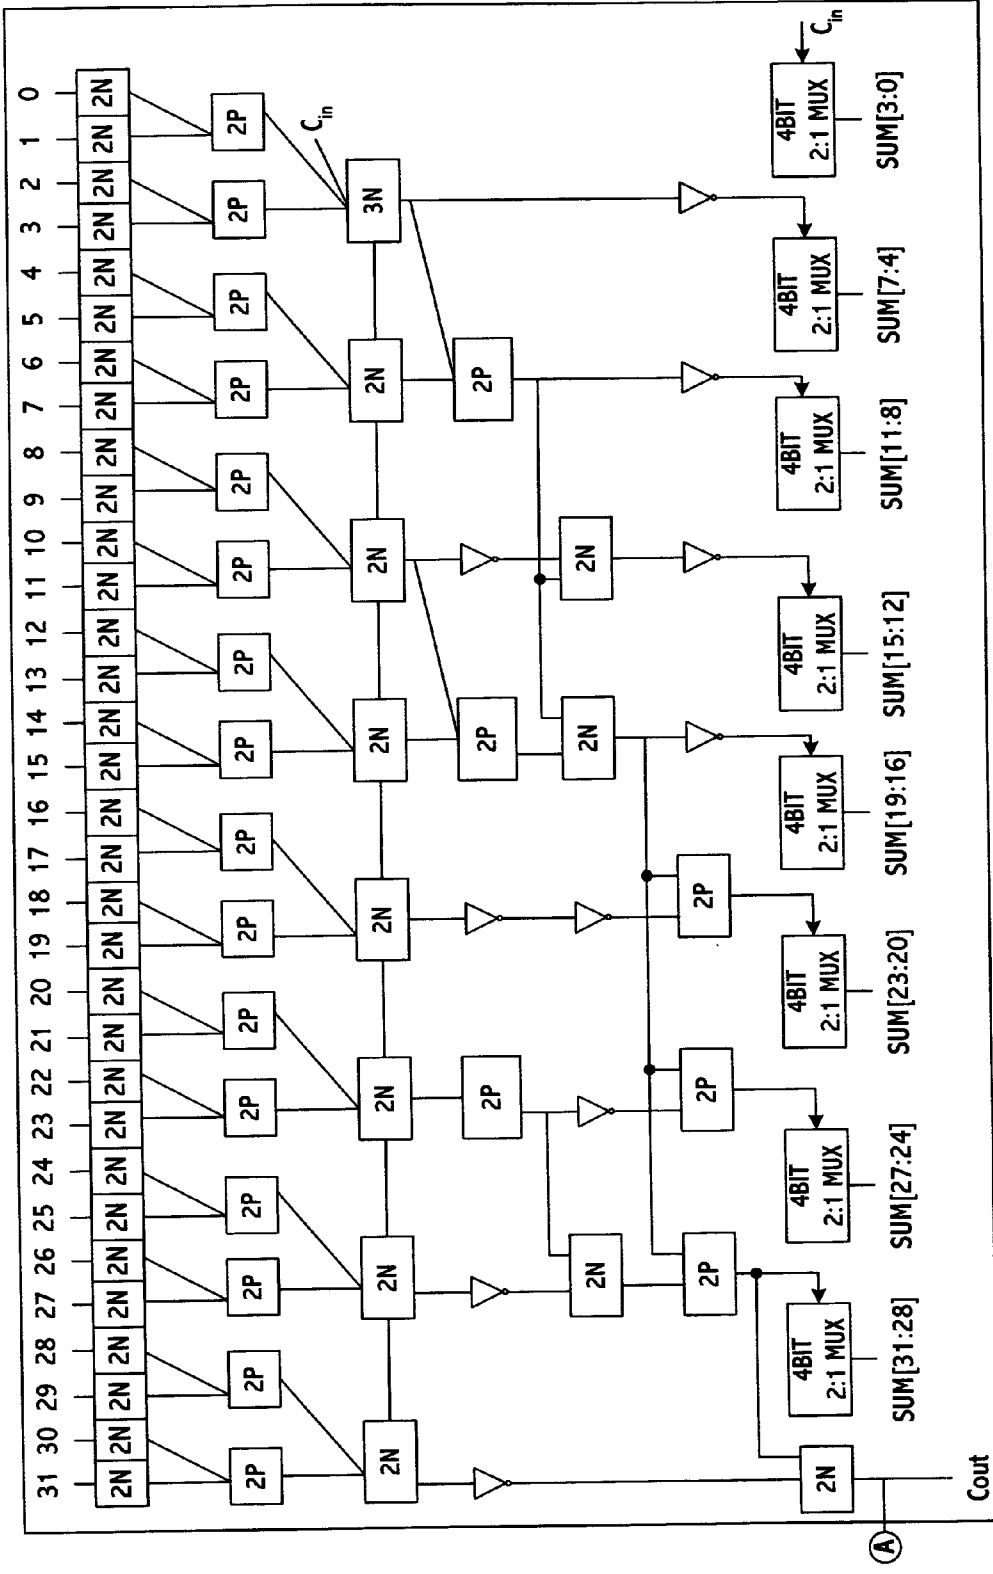 31 30 29 28 27 26 25 24 23 22 21 20 19 18 17 16 15 14 13 12 11 10 9 8 7 6 5 4 3 2 1 0
2N 2N 2N 2N 2N 2N 2N 2N 2N 2N 2N 2N 2N 2N 2N 2N 2N 2N 2N 2N 2N 2N 2N 2N 2N 2N 2N 2N 2N 2N 2N 2N
2P 2P 2P 2P 2P 2P 2P 2P 2P 2P 2P 2P 2P 2P 2P 2P
Cin
2N 2N 2N 2N 2N 2N 2N 3N
2P 2P 2P
2N 2N 2N
2P 2P 2P
4BIT 4BIT 4BIT 4BIT 4BIT 4BIT 4BIT 4BIT
2N 2:1 MUX 2:1 MUX 2:1 MUX 2:1 MUX 2:1 MUX 2:1 MUX 2:1 MUX 2:1 MUX Cin
A
SUM[31:28] SUM[27:24] SUM[23:20] SUM[19:16] SUM[15:12] SUM[11:8] SUM[7:4] SUM[3:0]
Cout